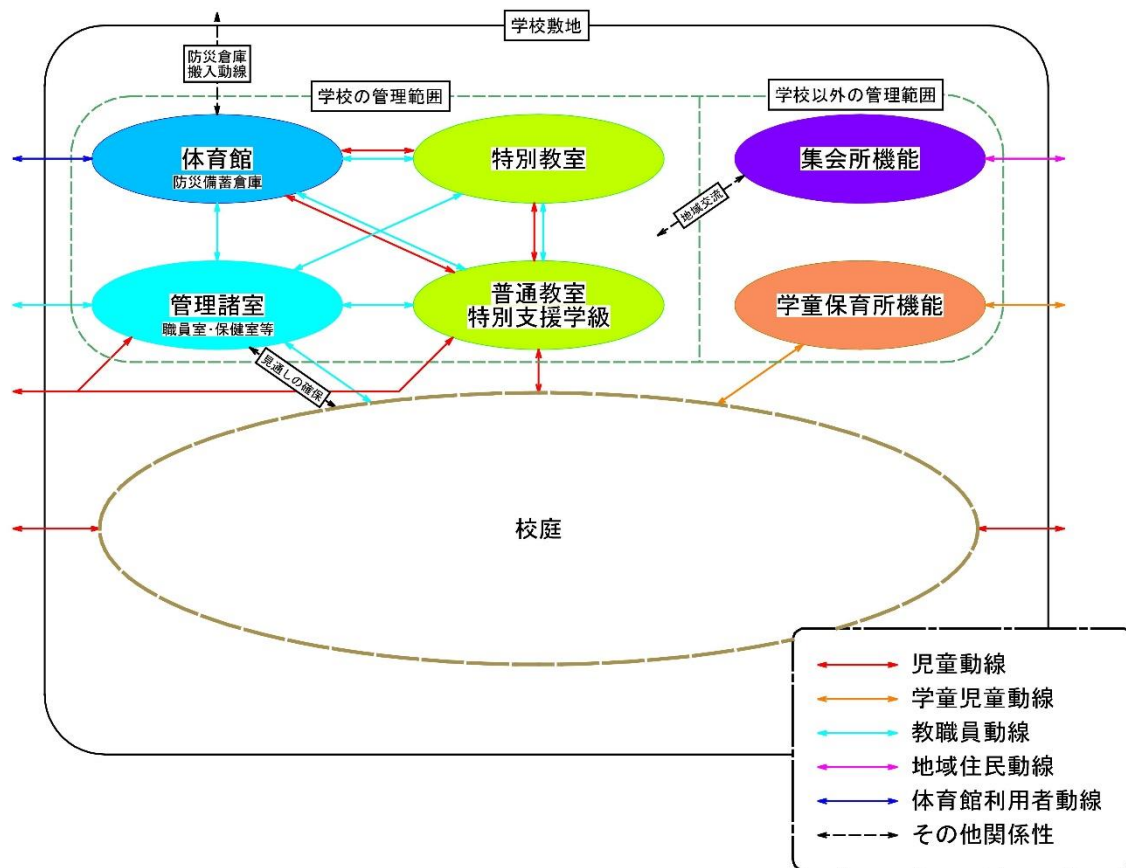 学校敷地
防災倉庫
搬入動線
学校の管理範囲
学校以外の管理範囲
体育館
防災備蓄倉庫
特別教室
集会所機能
地域交流
管理諸室
職員室・保健室等
普通教室
特別支援学級
学童保育所機能
見通しの確保
校庭
児童動線
学童児童動線
教職員動線
地域住民動線
体育館利用者動線
その他関係性